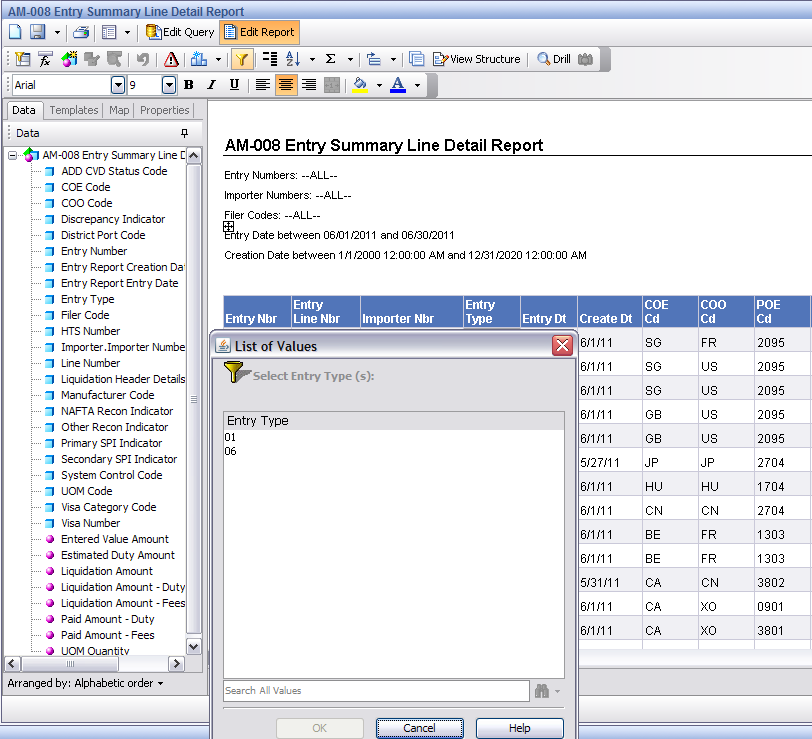 AM-008 Entry Summary Line Detail Report
Edit Query
Edit Report
Σ
View Structure
Drill
Arial
9
B
I
U
A
Data
Templates
Map
Properties
Data
AM-008 Entry Summary Line D
ADD CVD Status Code
COE Code
COO Code
Discrepancy Indicator
District Port Code
Entry Number
Entry Report Creation Dat
Entry Report Entry Date
Entry Type
Filer Code
HTS Number
Importer.Importer Numbe
Line Number
Liquidation Header Details
Manufacturer Code
NAFTA Recon Indicator
Other Recon Indicator
Primary SPI Indicator
Secondary SPI Indicator
System Control Code
UOM Code
Visa Category Code
Visa Number
Entered Value Amount
Estimated Duty Amount
Liquidation Amount
Liquidation Amount - Duty
Liquidation Amount - Fees
Paid Amount - Duty
Paid Amount - Fees
UOM Quantity
Arranged by: Alphabetic order
AM-008 Entry Summary Line Detail Report
Entry Numbers: --ALL--
Importer Numbers: --ALL--
Filer Codes: --ALL--
Entry Date between 06/01/2011 and 06/30/2011
Creation Date between 1/1/2000 12:00:00 AM and 12/31/2020 12:00:00 AM
Entry Nbr Entry Line Nbr Importer Nbr Entry Type Entry Dt Create Dt COE Cd COO Cd POE Cd
6/1/11 SG FR 2095
6/1/11 SG US 2095
6/1/11 SG US 2095
6/1/11 GB US 2095
6/1/11 GB US 2095
5/27/11 JP JP 2704
6/1/11 HU HU 1704
6/1/11 CN CN 2704
6/1/11 BE FR 1303
6/1/11 BE FR 1303
5/31/11 CA CN 3802
6/1/11 CA XO 0901
6/1/11 CA XO 3801
List of Values
Select Entry Type (s):
Entry Type
01
06
Search All Values
OK
Cancel
Help